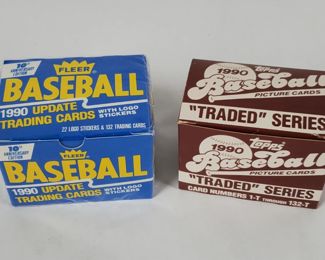 10th
ANNIVERSARY
EDITION
FLEER
BASEBALL
1990 UPDATE
TRADING CARDS
WITH LOGO
STICKERS
22 LOGO STICKERS & 132 TRADING CARDS
10th
ANNIVERSARY
EDITION
FLEER
BASEBALL
1990 UPDATE
TRADING CARDS
WITH LOGO
STICKERS
Topps
1990
Baseball
PICTURE CARDS
"TRADED" SERIES
Topps
1990
Baseball
PICTURE CARDS
"TRADED" SERIES
CARD NUMBERS 1-T THROUGH 132-T